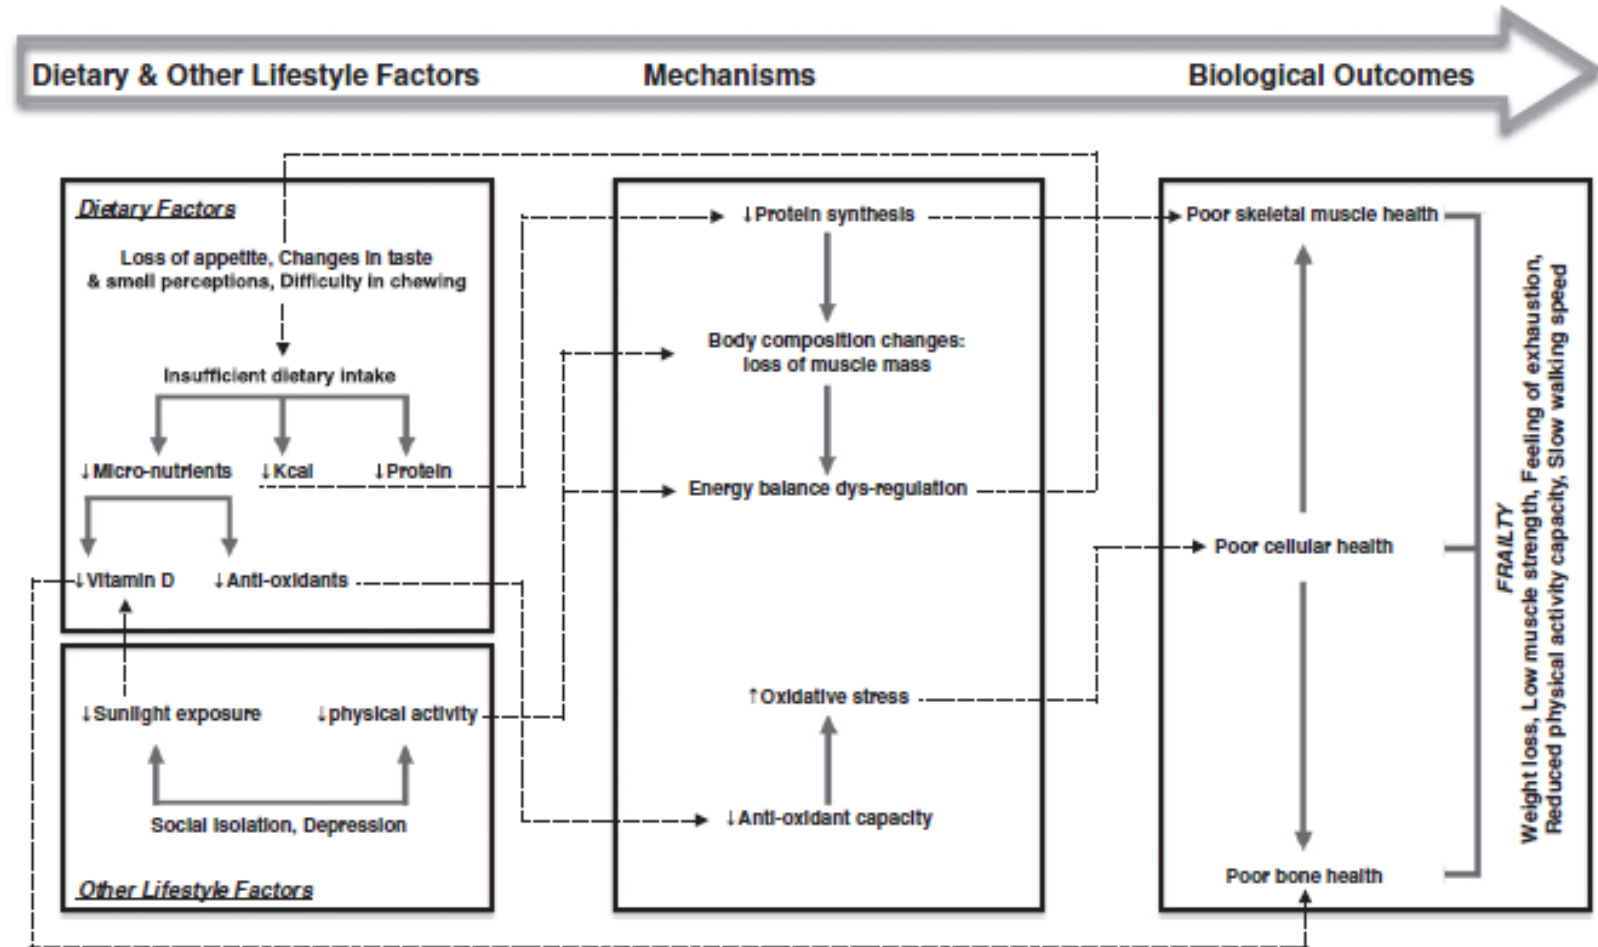 Dietary & Other Lifestyle Factors
Mechanisms
Biological Outcomes
Dietary Factors
Loss of appetite, Changes in taste
& smell perceptions, Difficulty in chewing
Insufficient dietary intake
↓Micro-nutrients
↓Kcal
↓Protein
↓Vitamin D
↓Anti-oxidants
↓Sunlight exposure
↓physical activity
Social Isolation, Depression
Other Lifestyle Factors
↓Protein synthesis
Body composition changes:
loss of muscle mass
Energy balance dys-regulation
↑Oxidative stress
↓Anti-oxidant capacity
Poor skeletal muscle health
Poor cellular health
Poor bone health
FRAILTY
Weight loss, Low muscle strength, Feeling of exhaustion,
Reduced physical activity capacity, Slow walking speed